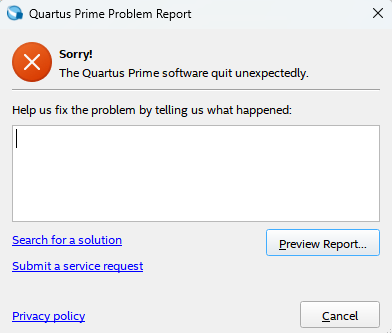 Quartus Prime Problem Report
Sorry!
The Quartus Prime software quit unexpectedly.
Help us fix the problem by telling us what happened:
Search for a solution
Preview Report...
Submit a service request
Privacy policy
Cancel